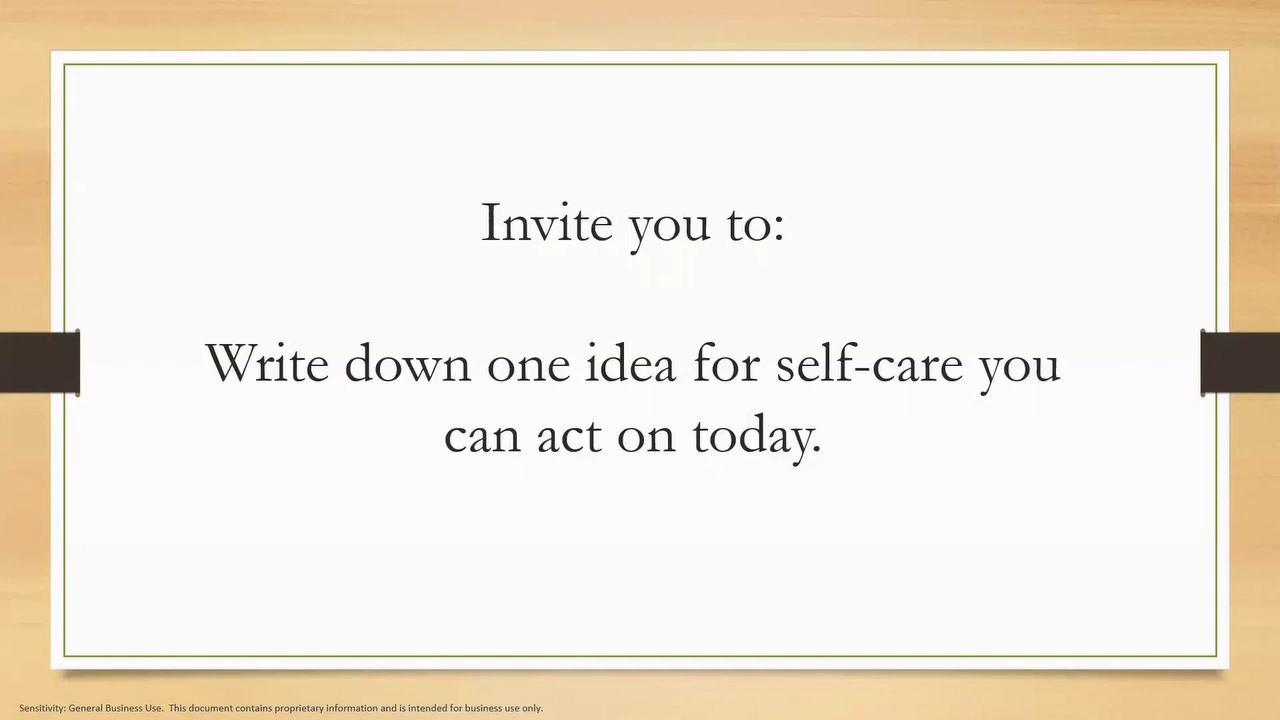 Invite you to:
Write down one idea for self-care you
can act on today.
Sensitivity: General Business Use. This document contains proprietary information and is intended for business use only.